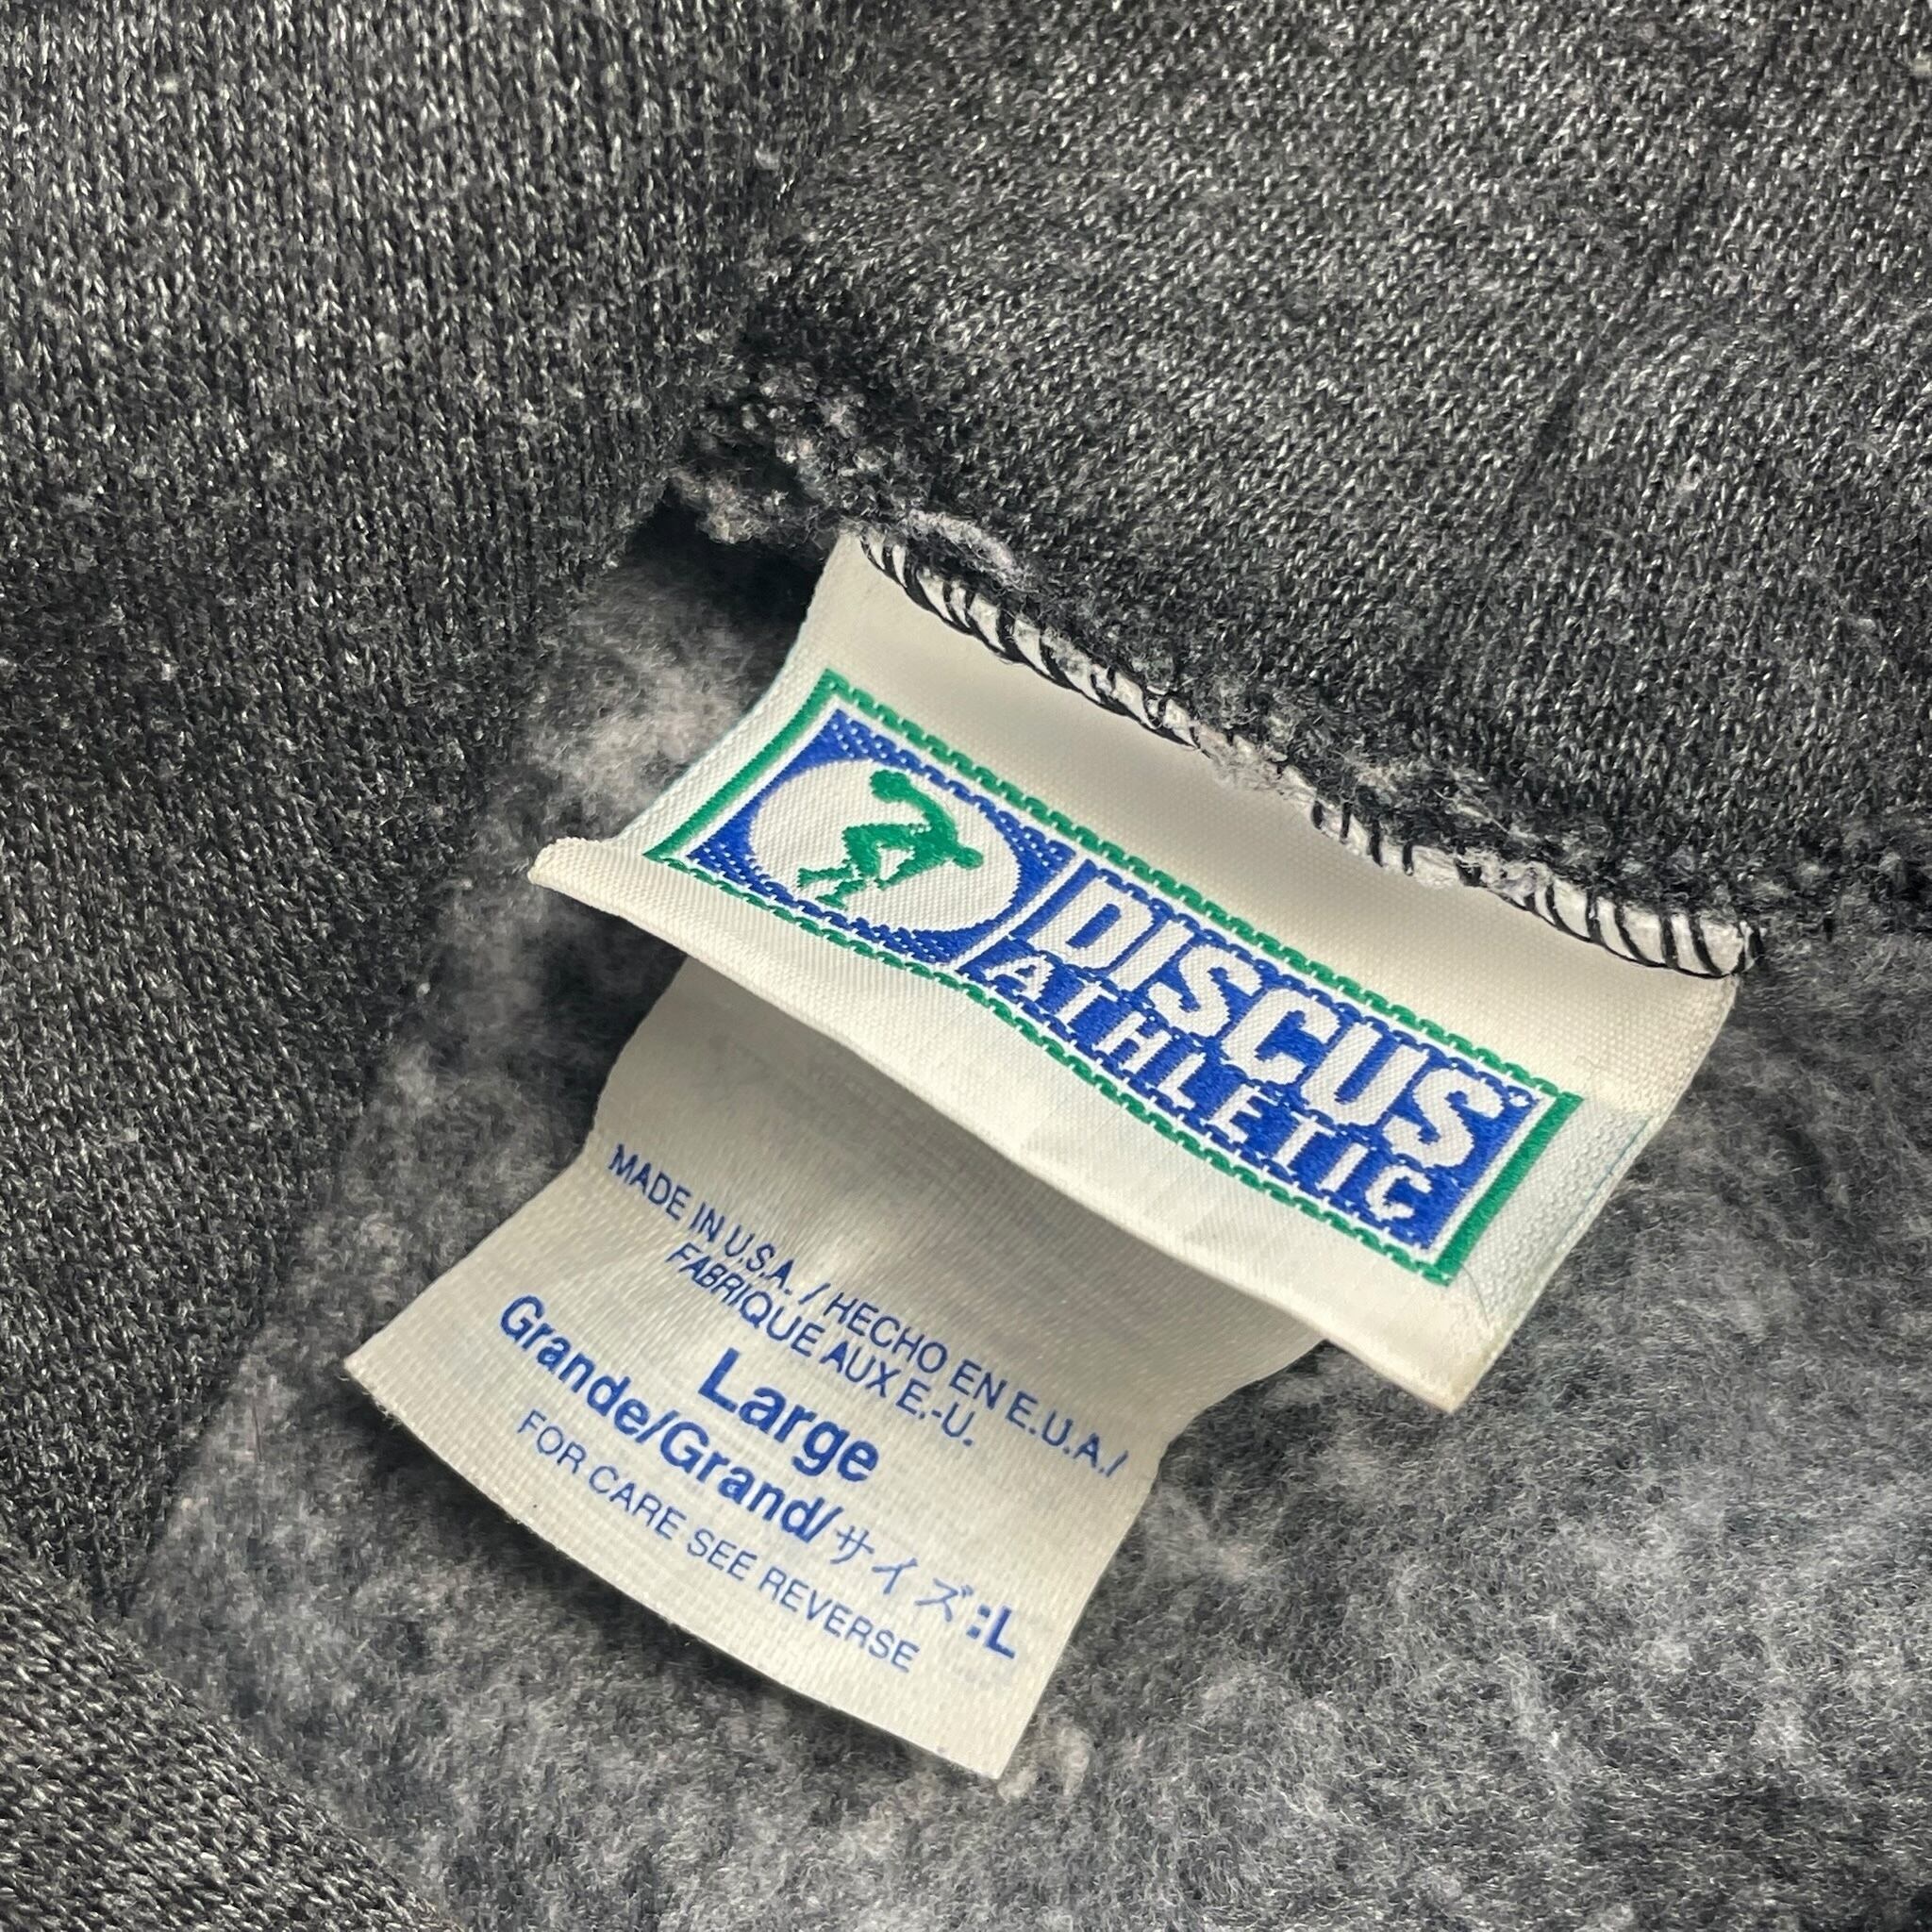 DISCUS®
ATHLETIC
MADE IN U.S.A. / HECHO EN E.U.A./
FABRIQUE AUX E.-U.
Large
Grande/Grand/サイズ:L
FOR CARE SEE REVERSE